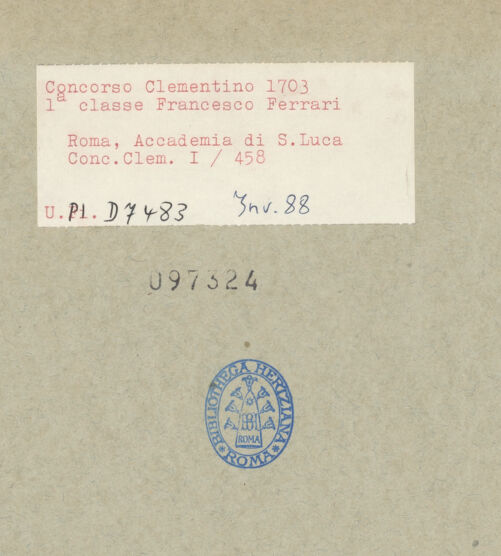 Concorso Clementino 1703
1ª classe Francesco Ferrari
Roma, Accademia di S.Luca
Conc.Clem. I / 458
U.Pl. D7483 Inv. 88
097324
*BIBLIOTHECA HERTZIANA*
ROMA
ROMA